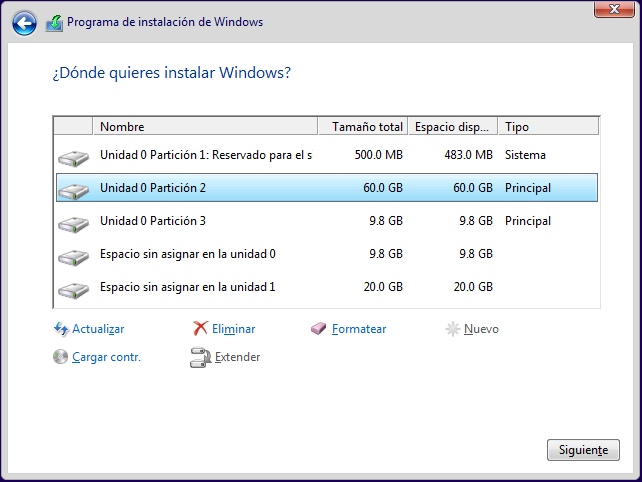 Programa de instalación de Windows
¿Dónde quieres instalar Windows?
Nombre Tamaño total Espacio disp... Tipo
Unidad 0 Partición 1: Reservado para el s 500.0 MB 483.0 MB Sistema
Unidad 0 Partición 2 60.0 GB 60.0 GB Principal
Unidad 0 Partición 3 9.8 GB 9.8 GB Principal
Espacio sin asignar en la unidad 0 9.8 GB 9.8 GB
Espacio sin asignar en la unidad 1 20.0 GB 20.0 GB
Actualizar Eliminar Formatear Nuevo
Cargar contr. Extender
Siguiente